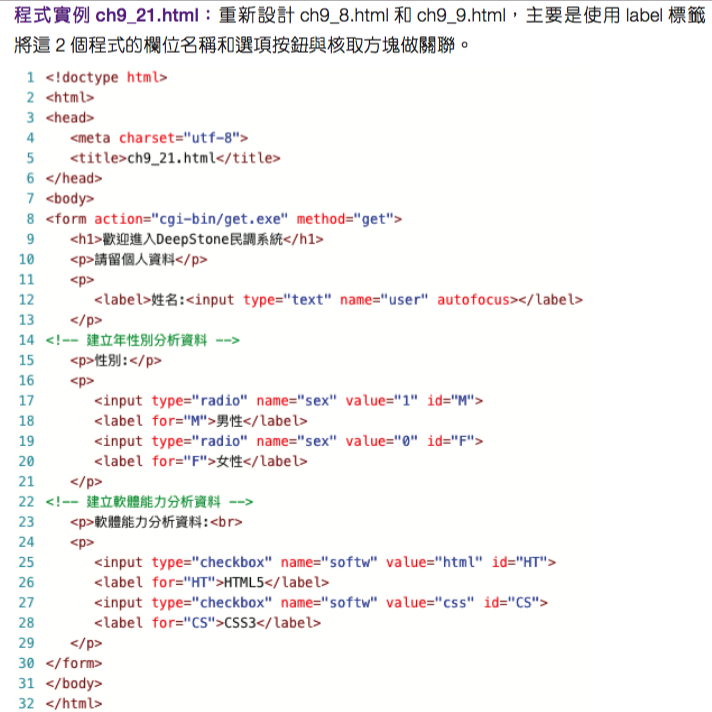 程式實例 ch9_21.html：重新設計 ch9_8.html 和 ch9_9.html，主要是使用 label 標籤
將這 2 個程式的欄位名稱和選項按鈕與核取方塊做關聯。
1 <!doctype html>
2 <html>
3 <head>
4    <meta charset="utf-8">
5    <title>ch9_21.html</title>
6 </head>
7 <body>
8 <form action="cgi-bin/get.exe" method="get">
9    <h1>歡迎進入DeepStone民調系統</h1>
10    <p>請留個人資料</p>
11    <p>
12       <label>姓名:<input type="text" name="user" autofocus></label>
13    </p>
14 <!-- 建立年性別分析資料 -->
15    <p>性別:</p>
16    <p>
17       <input type="radio" name="sex" value="1" id="M">
18       <label for="M">男性</label>
19       <input type="radio" name="sex" value="0" id="F">
20       <label for="F">女性</label>
21    </p>
22 <!-- 建立軟體能力分析資料 -->
23    <p>軟體能力分析資料:<br>
24    <p>
25       <input type="checkbox" name="softw" value="html" id="HT">
26       <label for="HT">HTML5</label>
27       <input type="checkbox" name="softw" value="css" id="CS">
28       <label for="CS">CSS3</label>
29    </p>
30 </form>
31 </body>
32 </html>